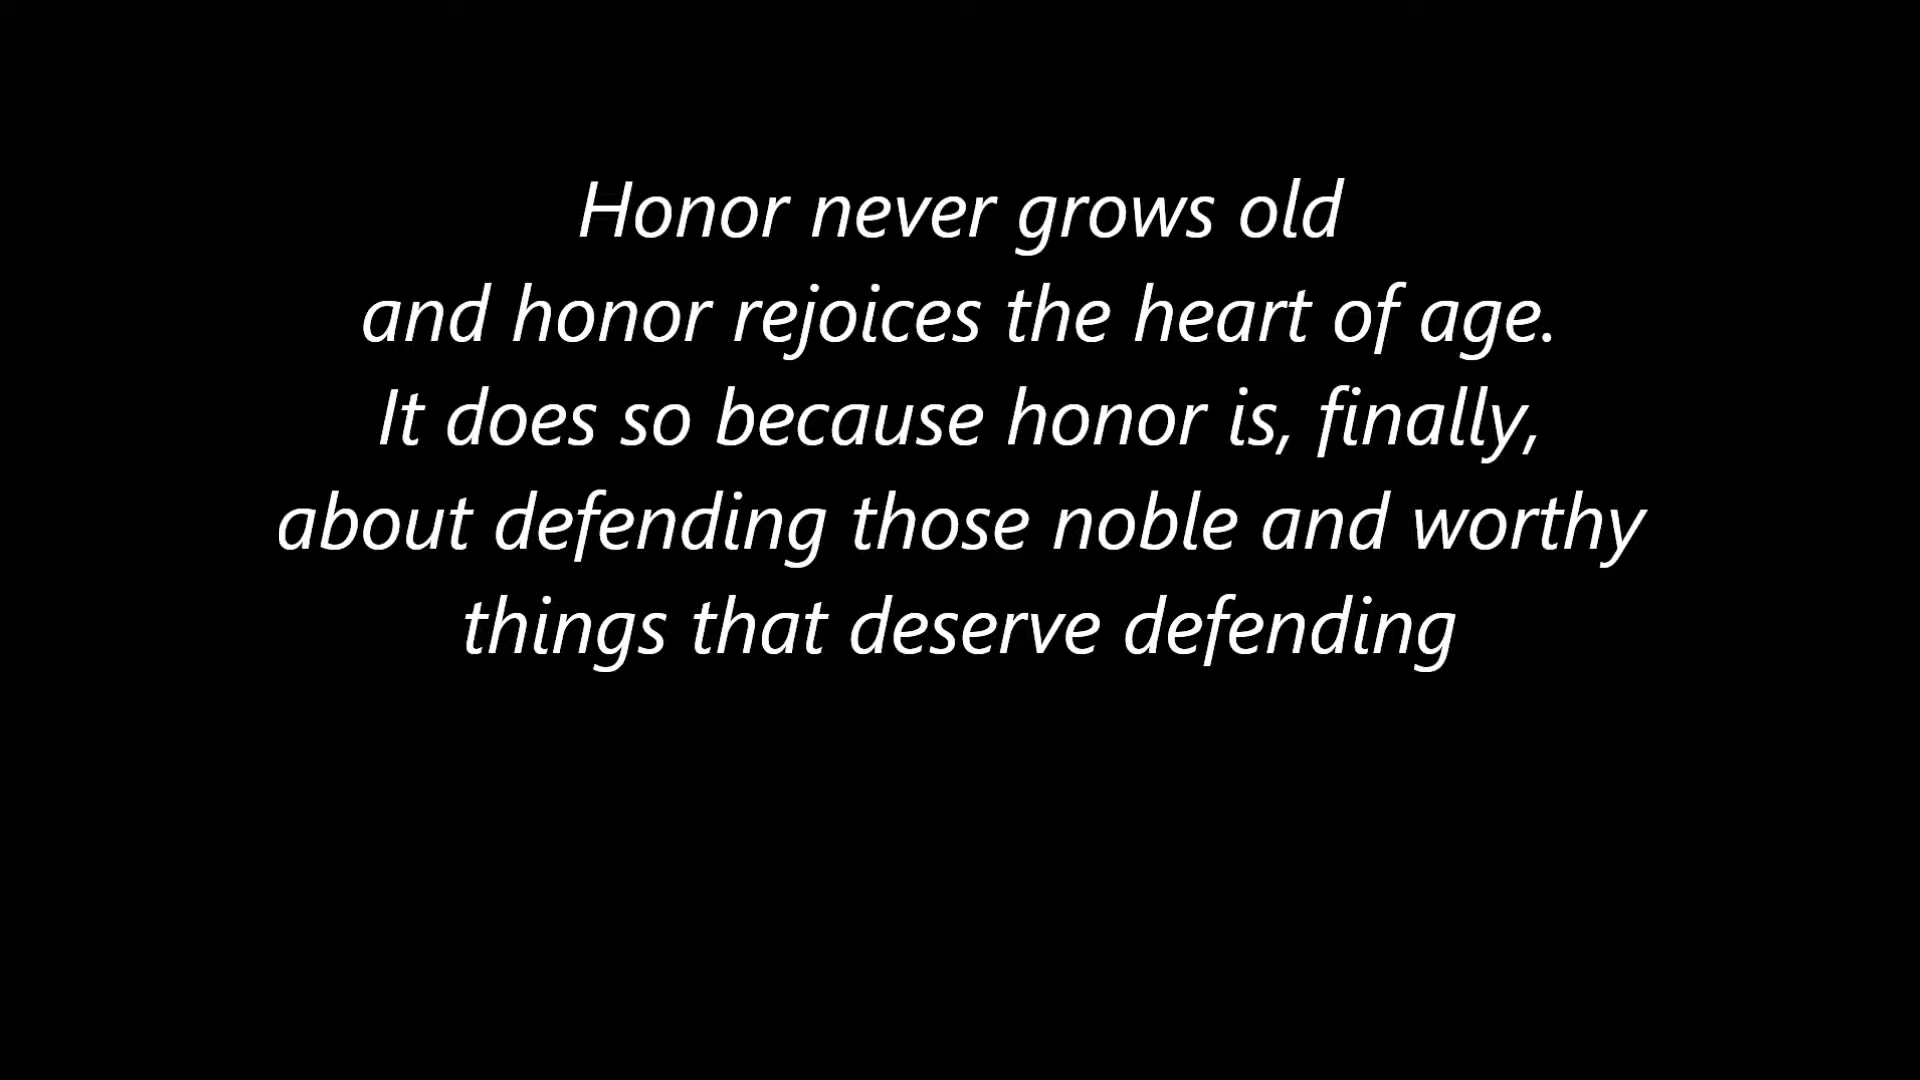 Honor never grows old
and honor rejoices the heart of age.
It does so because honor is, finally,
about defending those noble and worthy
things that deserve defending